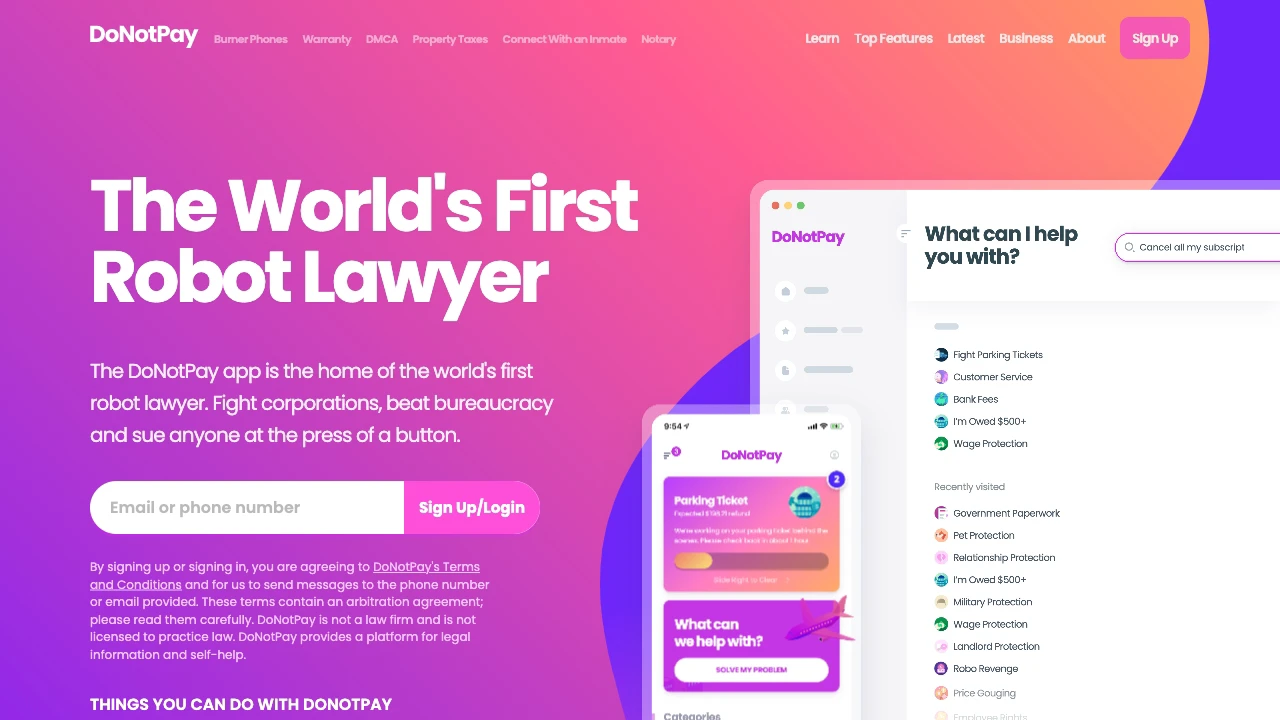 DoNotPay
Burner Phones Warranty DMCA Property Taxes Connect With an Inmate Notary
Learn Top Features Latest Business About Sign Up
The World's First
Robot Lawyer
The DoNotPay app is the home of the world's first
robot lawyer. Fight corporations, beat bureaucracy
and sue anyone at the press of a button.
Email or phone number Sign Up/Login
By signing up or signing in, you are agreeing to DoNotPay's Terms
and Conditions and for us to send messages to the phone number
or email provided. These terms contain an arbitration agreement;
please read them carefully. DoNotPay is not a law firm and is not
licensed to practice law. DoNotPay provides a platform for legal
information and self-help.
THINGS YOU CAN DO WITH DONOTPAY
DoNotPay
What can I help
you with?
Cancel all my subscript
Fight Parking Tickets
Customer Service
Bank Fees
I'm Owed $500+
Wage Protection
Recently visited
Government Paperwork
Pet Protection
Relationship Protection
I'm Owed $500+
Military Protection
Wage Protection
Landlord Protection
Robo Revenge
Price Gouging
Employee Rights
9:54
3
DoNotPay
2
Parking Ticket
We're working on your parking ticket behind the
scenes. Please check back in about 1 hour.
What can
we help with?
SOLVE MY PROBLEM
Categories